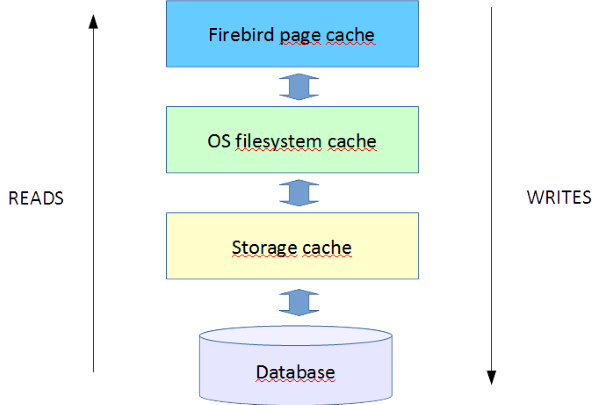 Firebird page cache
OS filesystem cache
READS
WRITES
Storage cache
Database